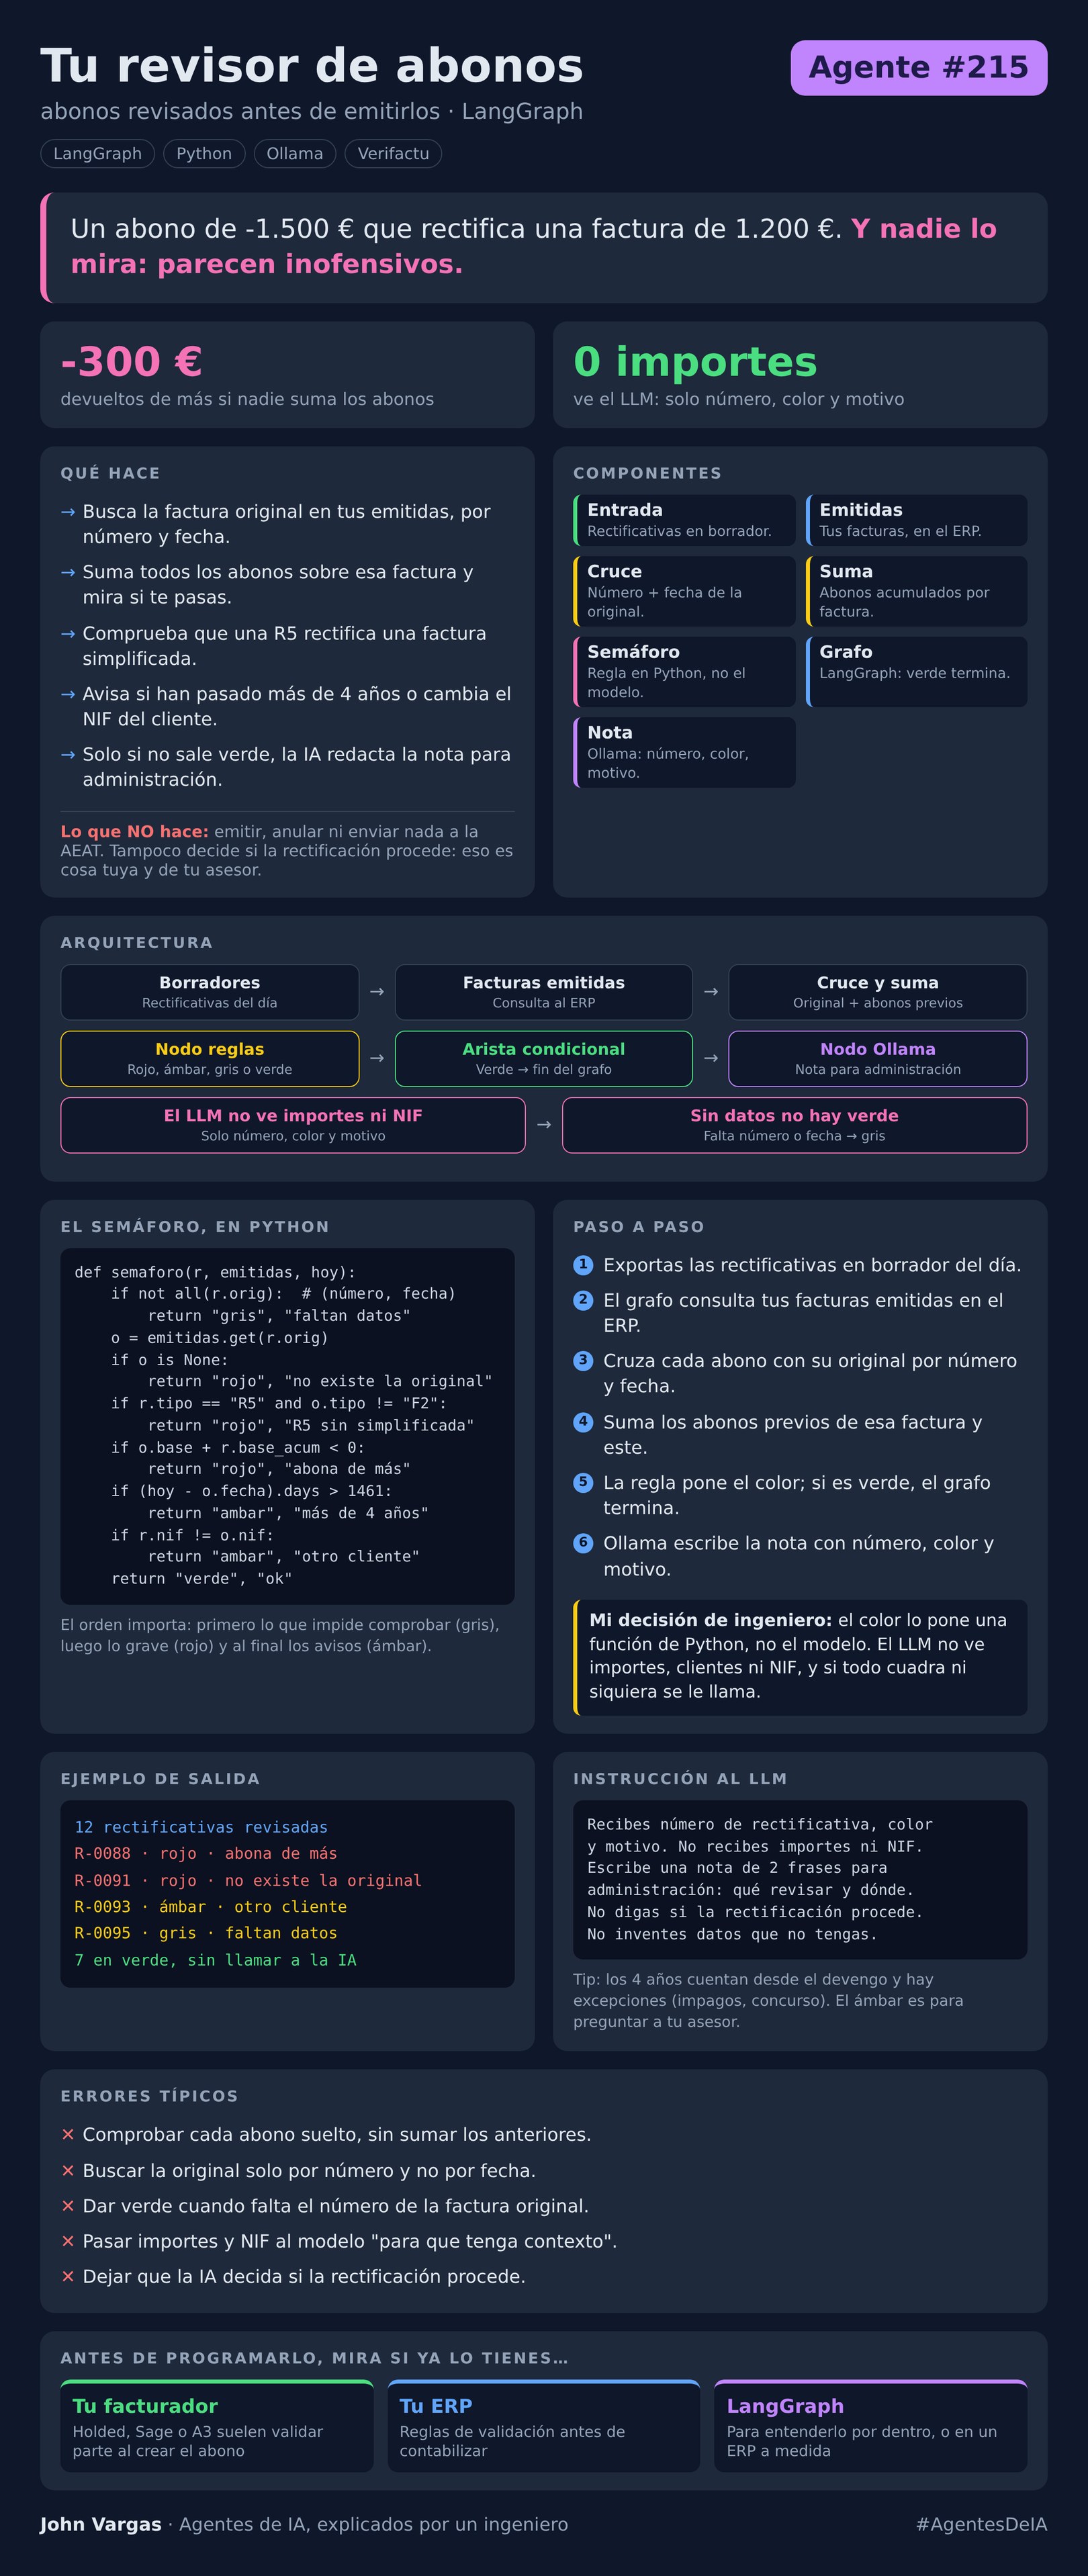 Tu revisor de abonos
Agente #215
abonos revisados antes de emitirlos · LangGraph
LangGraph
Python
Ollama
Verifactu
Un abono de -1.500 € que rectifica una factura de 1.200 €. Y nadie lo
mira: parecen inofensivos.
-300 €
devueltos de más si nadie suma los abonos
0 importes
ve el LLM: solo número, color y motivo
QUÉ HACE
→ Busca la factura original en tus emitidas, por
número y fecha.
→ Suma todos los abonos sobre esa factura y
mira si te pasas.
→ Comprueba que una R5 rectifica una factura
simplificada.
→ Avisa si han pasado más de 4 años o cambia el
NIF del cliente.
→ Solo si no sale verde, la IA redacta la nota para
administración.
Lo que NO hace: emitir, anular ni enviar nada a la
AEAT. Tampoco decide si la rectificación procede: eso es
cosa tuya y de tu asesor.
COMPONENTES
Entrada
Rectificativas en borrador.
Emitidas
Tus facturas, en el ERP.
Cruce
Número + fecha de la
original.
Suma
Abonos acumulados por
factura.
Semáforo
Regla en Python, no el
modelo.
Grafo
LangGraph: verde termina.
Nota
Ollama: número, color,
motivo.
ARQUITECTURA
Borradores
Rectificativas del día
→
Facturas emitidas
Consulta al ERP
→
Cruce y suma
Original + abonos previos
Nodo reglas
Rojo, ámbar, gris o verde
→
Arista condicional
Verde → fin del grafo
→
Nodo Ollama
Nota para administración
El LLM no ve importes ni NIF
Solo número, color y motivo
→
Sin datos no hay verde
Falta número o fecha → gris
EL SEMÁFORO, EN PYTHON
def semaforo(r, emitidas, hoy):
    if not all(r.orig):  # (número, fecha)
        return "gris", "faltan datos"
    o = emitidas.get(r.orig)
    if o is None:
        return "rojo", "no existe la original"
    if r.tipo == "R5" and o.tipo != "F2":
        return "rojo", "R5 sin simplificada"
    if o.base + r.base_acum < 0:
        return "rojo", "abona de más"
    if (hoy - o.fecha).days > 1461:
        return "ambar", "más de 4 años"
    if r.nif != o.nif:
        return "ambar", "otro cliente"
    return "verde", "ok"
El orden importa: primero lo que impide comprobar (gris),
luego lo grave (rojo) y al final los avisos (ámbar).
PASO A PASO
1 Exportas las rectificativas en borrador del día.
2 El grafo consulta tus facturas emitidas en el
ERP.
3 Cruza cada abono con su original por número
y fecha.
4 Suma los abonos previos de esa factura y
este.
5 La regla pone el color; si es verde, el grafo
termina.
6 Ollama escribe la nota con número, color y
motivo.
Mi decisión de ingeniero: el color lo pone una
función de Python, no el modelo. El LLM no ve
importes, clientes ni NIF, y si todo cuadra ni
siquiera se le llama.
EJEMPLO DE SALIDA
12 rectificativas revisadas
R-0088 · rojo · abona de más
R-0091 · rojo · no existe la original
R-0093 · ámbar · otro cliente
R-0095 · gris · faltan datos
7 en verde, sin llamar a la IA
INSTRUCCIÓN AL LLM
Recibes número de rectificativa, color
y motivo. No recibes importes ni NIF.
Escribe una nota de 2 frases para
administración: qué revisar y dónde.
No digas si la rectificación procede.
No inventes datos que no tengas.
Tip: los 4 años cuentan desde el devengo y hay
excepciones (impagos, concurso). El ámbar es para
preguntar a tu asesor.
ERRORES TÍPICOS
✕ Comprobar cada abono suelto, sin sumar los anteriores.
✕ Buscar la original solo por número y no por fecha.
✕ Dar verde cuando falta el número de la factura original.
✕ Pasar importes y NIF al modelo "para que tenga contexto".
✕ Dejar que la IA decida si la rectificación procede.
ANTES DE PROGRAMARLO, MIRA SI YA LO TIENES…
Tu facturador
Holded, Sage o A3 suelen validar
parte al crear el abono
Tu ERP
Reglas de validación antes de
contabilizar
LangGraph
Para entenderlo por dentro, o en un
ERP a medida
John Vargas · Agentes de IA, explicados por un ingeniero
#AgentesDeIA